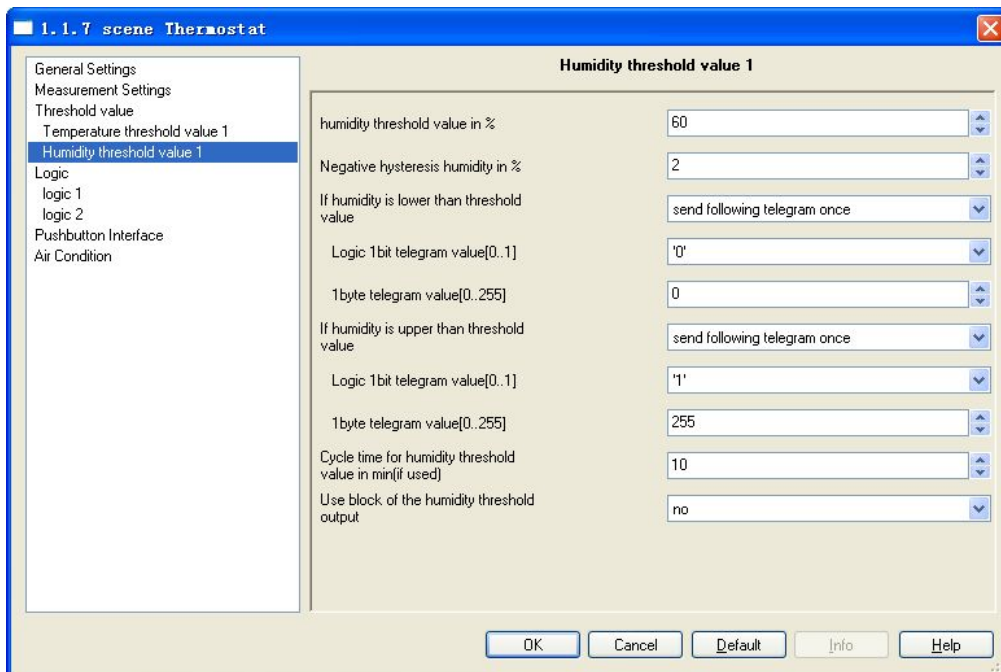 1.1.7 scene Thermostat
General Settings
Measurement Settings
Threshold value
Temperature threshold value 1
Humidity threshold value 1
Logic
logic 1
logic 2
Pushbutton Interface
Air Condition
Humidity threshold value 1
humidity threshold value in %
60
Negative hysteresis humidity in %
2
If humidity is lower than threshold
value
send following telegram once
Logic 1bit telegram value[0..1]
'0'
1byte telegram value[0..255]
0
If humidity is upper than threshold
value
send following telegram once
Logic 1bit telegram value[0..1]
'1'
1byte telegram value[0..255]
255
Cycle time for humidity threshold
value in min(if used)
10
Use block of the humidity threshold
output
no
OK
Cancel
Default
Info
Help